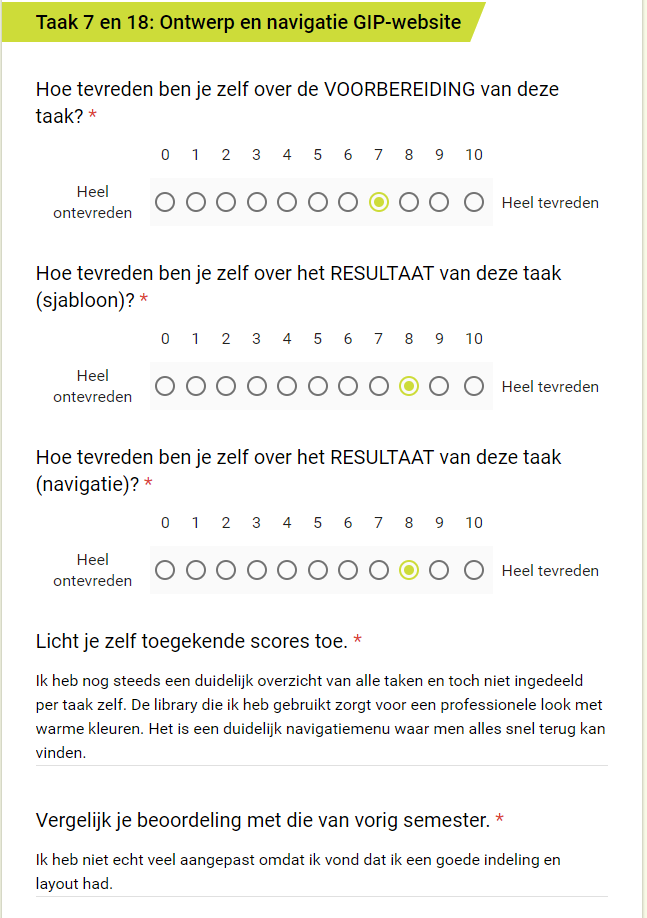 Taak 7 en 18: Ontwerp en navigatie GIP-website
Hoe tevreden ben je zelf over de VOORBEREIDING van deze
taak? *
0 1 2 3 4 5 6 7 8 9 10
Heel
ontevreden
Heel tevreden
Hoe tevreden ben je zelf over het RESULTAAT van deze taak
(sjabloon)? *
0 1 2 3 4 5 6 7 8 9 10
Heel
ontevreden
Heel tevreden
Hoe tevreden ben je zelf over het RESULTAAT van deze taak
(navigatie)? *
0 1 2 3 4 5 6 7 8 9 10
Heel
ontevreden
Heel tevreden
Licht je zelf toegekende scores toe. *
Ik heb nog steeds een duidelijk overzicht van alle taken en toch niet ingedeeld
per taak zelf. De library die ik heb gebruikt zorgt voor een professionele look met
warme kleuren. Het is een duidelijk navigatiemenu waar men alles snel terug kan
vinden.
Vergelijk je beoordeling met die van vorig semester. *
Ik heb niet echt veel aangepast omdat ik vond dat ik een goede indeling en
layout had.